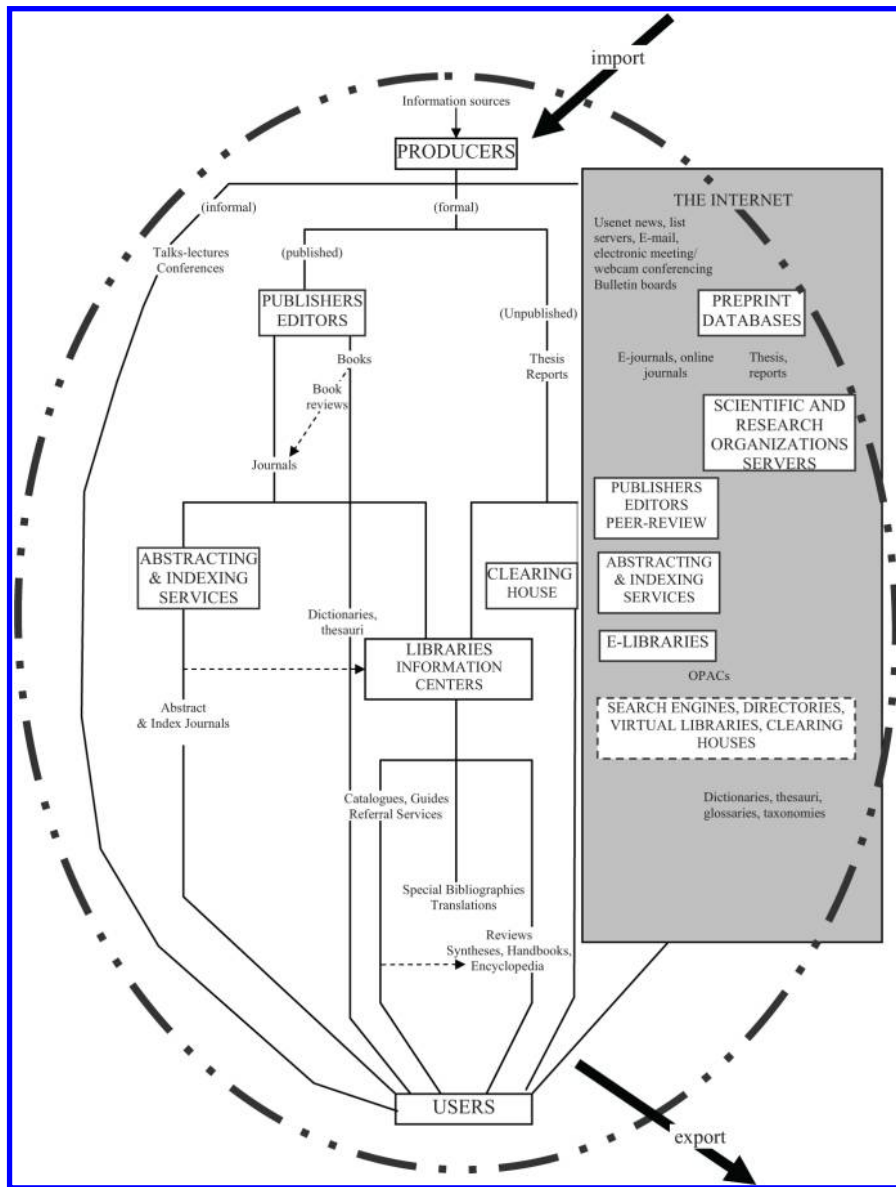 import
Information sources
PRODUCERS
(informal)
(formal)
Talks-lectures
Conferences
(published)
PUBLISHERS
EDITORS
(Unpublished)
Books
Thesis
Reports
Book
reviews
Journals
ABSTRACTING
& INDEXING
SERVICES
CLEARING
HOUSE
Dictionaries,
thesauri
LIBRARIES
INFORMATION
CENTERS
Abstract
& Index Journals
Catalogues, Guides
Referral Services
Special Bibliographies
Translations
Reviews
Syntheses, Handbooks,
Encyclopedia
USERS
THE INTERNET
Usenet news, list
servers, E-mail,
electronic meeting/
webcam conferencing
Bulletin boards
PREPRINT
DATABASES
E-journals, online
journals
Thesis,
reports
SCIENTIFIC AND
RESEARCH
ORGANIZATIONS
SERVERS
PUBLISHERS
EDITORS
PEER-REVIEW
ABSTRACTING
& INDEXING
SERVICES
E-LIBRARIES
OPACs
SEARCH ENGINES, DIRECTORIES,
VIRTUAL LIBRARIES, CLEARING
HOUSES
Dictionaries, thesauri,
glossaries, taxonomies
export